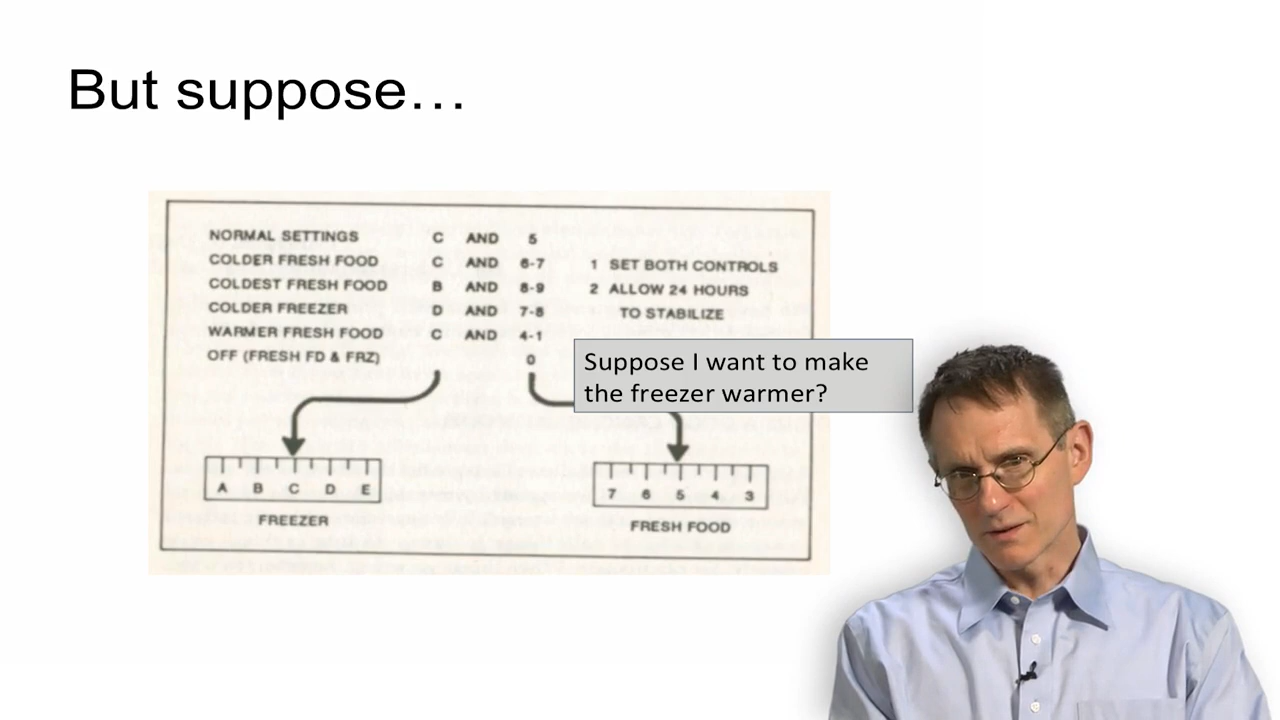 But suppose…
NORMAL SETTINGS C AND 5
COLDER FRESH FOOD C AND 6-7
COLDEST FRESH FOOD B AND 8-9
COLDER FREEZER D AND 7-8
WARMER FRESH FOOD C AND 4-1
OFF (FRESH FD & FRZ) 0
1 SET BOTH CONTROLS
2 ALLOW 24 HOURS
TO STABILIZE
Suppose I want to make
the freezer warmer?
A B C D E
FREEZER
7 6 5 4 3
FRESH FOOD